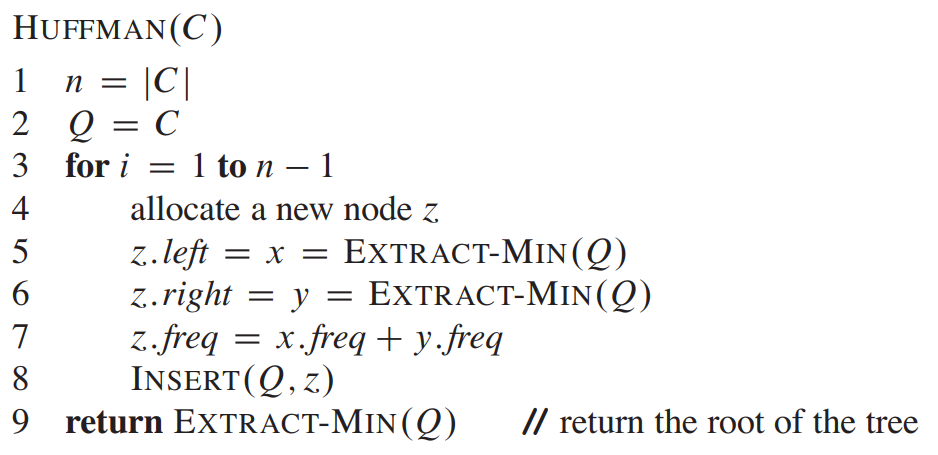 HUFFMAN(C)
1 n = |C|
2 Q = C
3 for i = 1 to n − 1
4 allocate a new node z
5 z.left = x = EXTRACT-MIN(Q)
6 z.right = y = EXTRACT-MIN(Q)
7 z.freq = x.freq + y.freq
8 INSERT(Q, z)
9 return EXTRACT-MIN(Q) // return the root of the tree